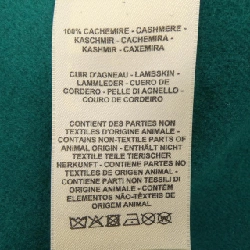 100% CACHEMIRE - CASHMERE -
KASCHMIR - CACHEMIRA -
KASHMIR - CAXEMIRA
CUIR D'AGNEAU - LAMBSKIN -
LAMMLEDER - CUERO DE
CORDERO - PELLE DI AGNELLO -
COURO DE CORDEIRO
CONTIENT DES PARTIES NON
TEXTILES D'ORIGINE ANIMALE -
CONTAINS NON-TEXTILE PARTS OF
ANIMAL ORIGIN - ENTHÄLT NICHT
TEXTILE TEILE TIERISCHER
HERKUNFT - CONTIENE PARTES NO
TEXTILES DE ORIGEN ANIMAL -
CONTIENE PARTI NON TESSILI DI
ORIGINE ANIMALE - CONTÉM
ELEMENTOS NÃO-TÊXTEIS DE
ORIGEM ANIMAL